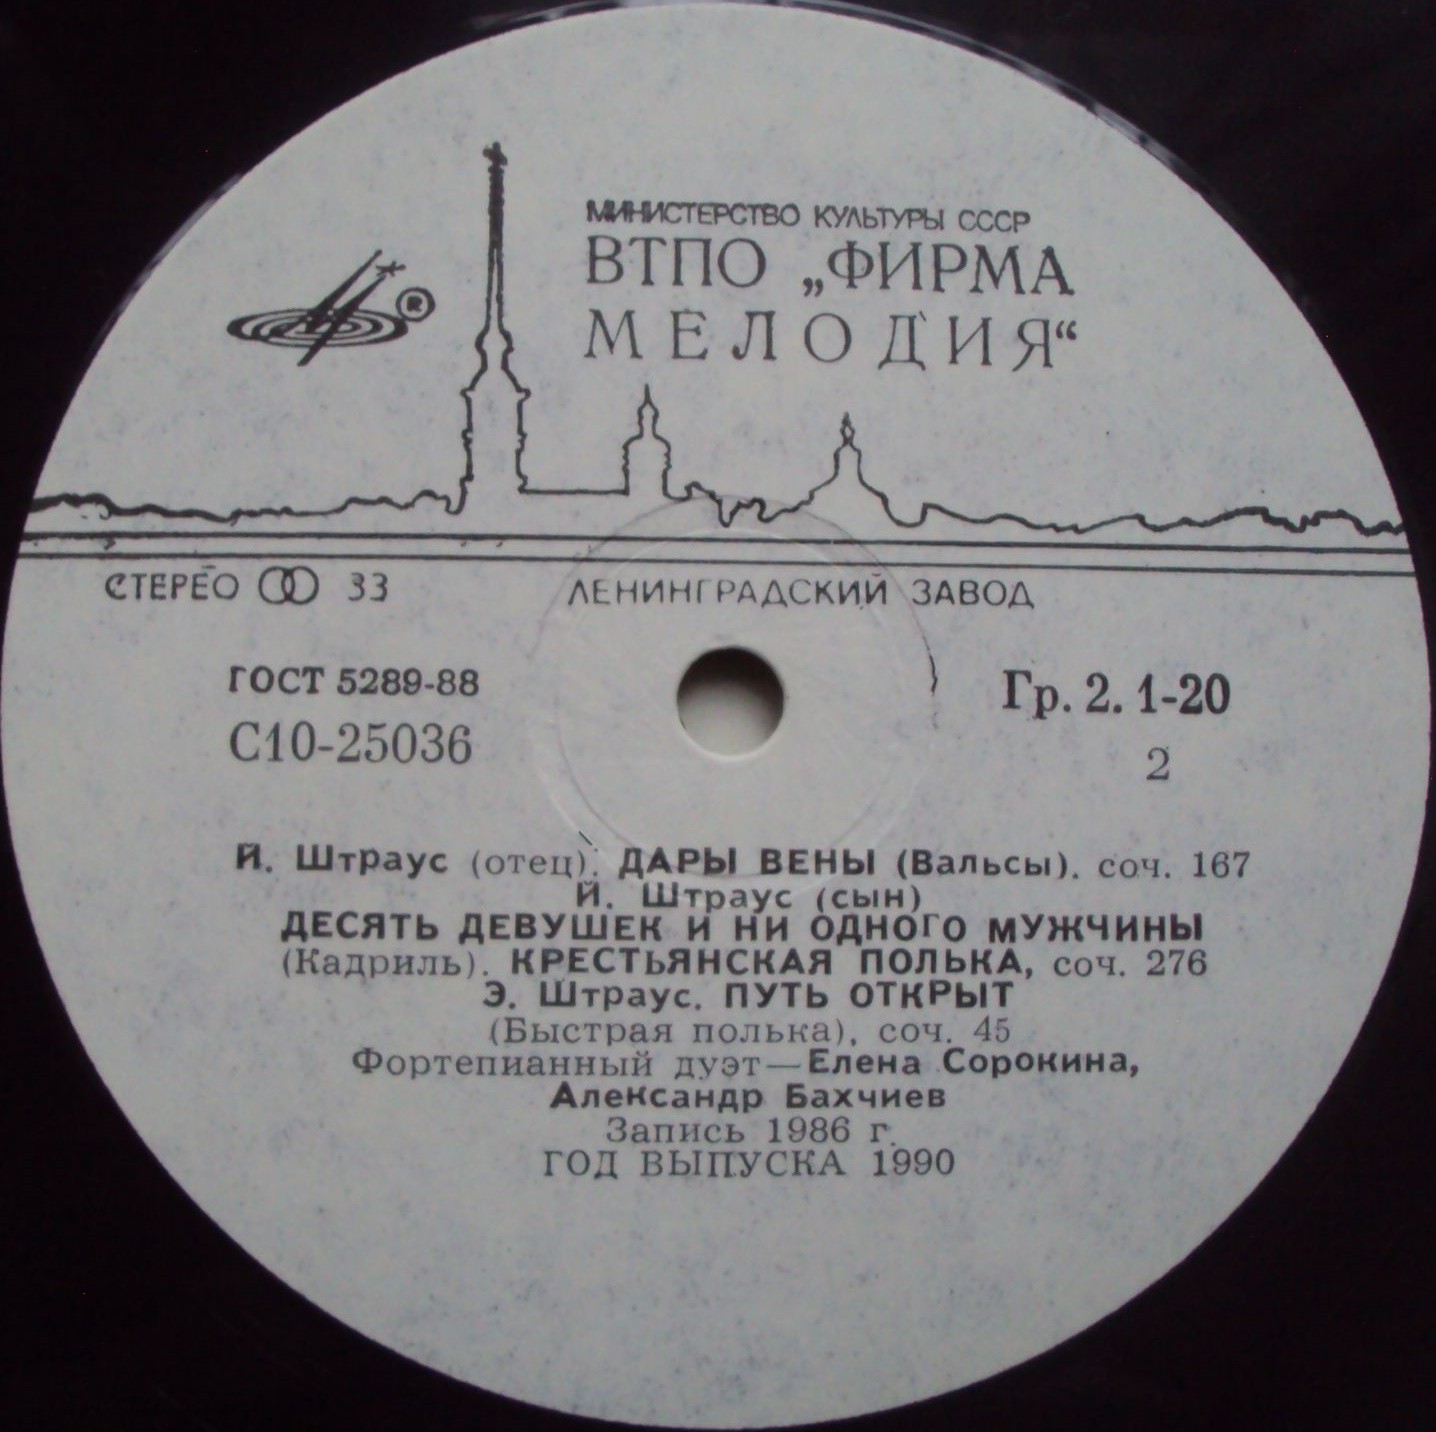 МИНИСТЕРСТВО КУЛЬТУРЫ СССР
ВТПО „ФИРМА
МЕЛОДИЯ“
®
СТЕРЕО 33
ЛЕНИНГРАДСКИЙ ЗАВОД
ГОСТ 5289-88
Гр. 2. 1-20
С10-25036
2
Й. Штраус (отец). ДАРЫ ВЕНЫ (Вальсы), соч. 167
Й. Штраус (сын)
ДЕСЯТЬ ДЕВУШЕК И НИ ОДНОГО МУЖЧИНЫ
(Кадриль). КРЕСТЬЯНСКАЯ ПОЛЬКА, соч. 276
Э. Штраус. ПУТЬ ОТКРЫТ
(Быстрая полька), соч. 45
Фортепианный дуэт—Елена Сорокина,
Александр Бахчиев
Запись 1986 г.
ГОД ВЫПУСКА 1990